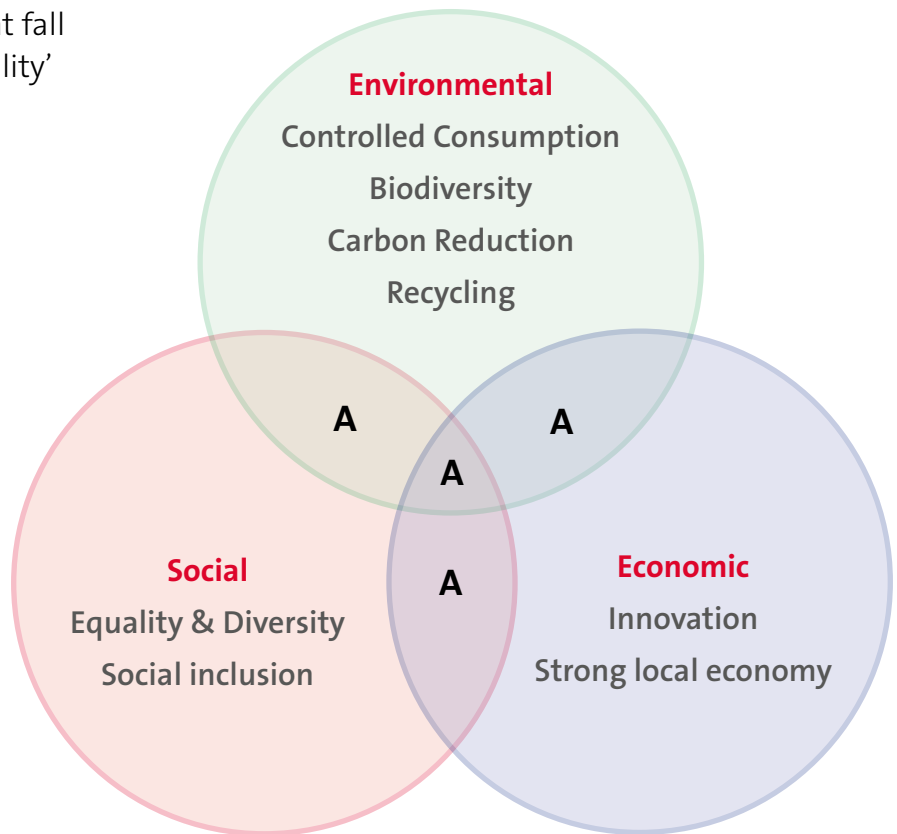 t fall
lity’
Environmental
Controlled Consumption
Biodiversity
Carbon Reduction
Recycling
A
A
A
A
Social
Equality & Diversity
Social inclusion
Economic
Innovation
Strong local economy